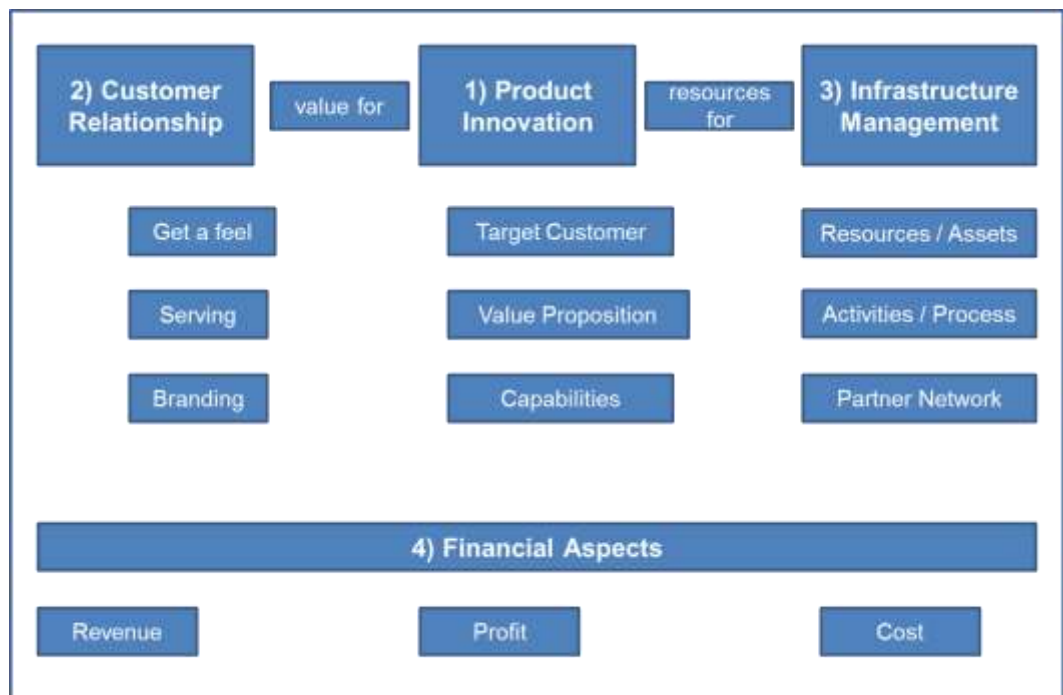 2) Customer
Relationship
value for
1) Product
Innovation
resources
for
3) Infrastructure
Management
Get a feel
Target Customer
Resources / Assets
Serving
Value Proposition
Activities / Process
Branding
Capabilities
Partner Network
4) Financial Aspects
Revenue
Profit
Cost